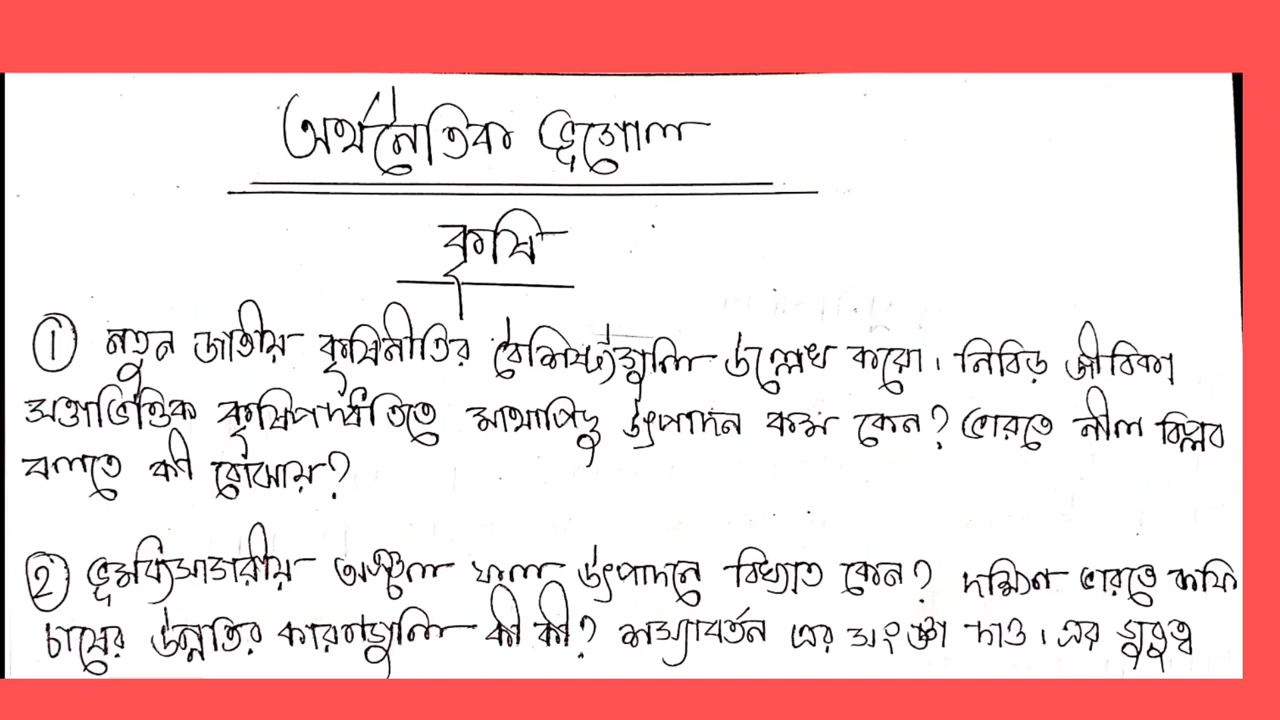 অর্থনৈতিক ভূগোল
কৃষি
① নতুন জাতীয় কৃষিনীতির বৈশিষ্ট্যগুলি উল্লেখ করো। নিবিড় জীবিকা
সত্তাভিত্তিক কৃষিপদ্ধতিতে মাথাপিছু উৎপাদন কম কেন? ভারতে নীল বিপ্লব
বলতে কী বোঝায়?
② ভূমধ্যসাগরীয় অঞ্চল ফল উৎপাদনে বিখ্যাত কেন? দক্ষিণ ভারতে কফি
চাষের উন্নতির কারণগুলি কী কী? শস্যাবর্তন এর সংজ্ঞা দাও। এর গুরুত্ব